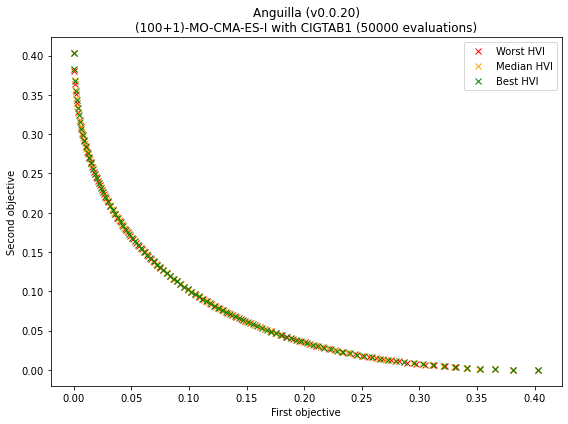 Anguilla (v0.0.20)
(100+1)-MO-CMA-ES-I with CIGTAB1 (50000 evaluations)
Worst HVI
Median HVI
Best HVI
Second objective
0.40
0.35
0.30
0.25
0.20
0.15
0.10
0.05
0.00
0.00 0.05 0.10 0.15 0.20 0.25 0.30 0.35 0.40
First objective